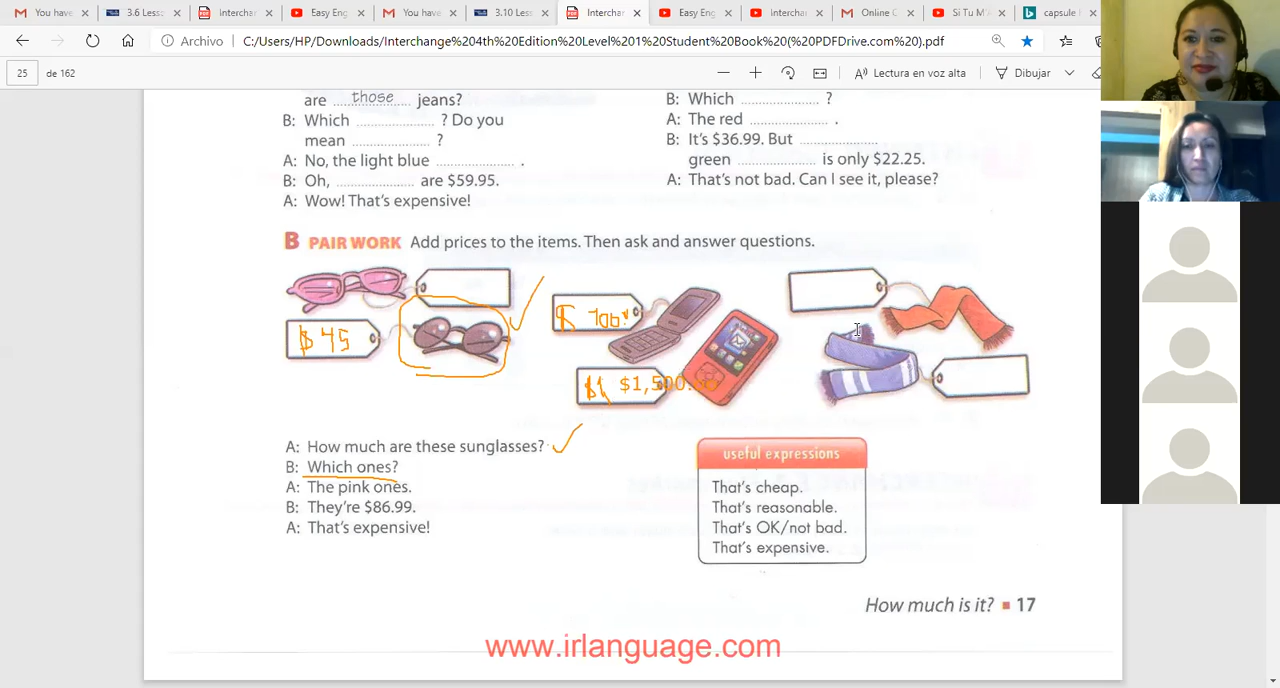 You have
3.6 Less
Interchar
Easy Eng
You have
3.10 Less
Interchar
Easy Eng
Interchar
Online C
Si Tu M'A
capsule
Archivo
C:/Users/HP/Downloads/Interchange%204th%20Edition%20Level%201%20Student%20Book%20(%20PDFDrive.com%20).pdf
25 de 162
Lectura en voz alta
Dibujar
are those jeans?
B: Which ? Do you
mean ?
A: No, the light blue .
B: Oh, are $59.95.
A: Wow! That's expensive!
B: Which ?
A: The red .
B: It's $36.99. But
green is only $22.25.
A: That's not bad. Can I see it, please?
B PAIR WORK Add prices to the items. Then ask and answer questions.
$45
$1,500.00
A: How much are these sunglasses?
B: Which ones?
A: The pink ones.
B: They're $86.99.
A: That's expensive!
useful expressions
That's cheap.
That's reasonable.
That's OK/not bad.
That's expensive.
How much is it? ▪ 17
www.irlanguage.com